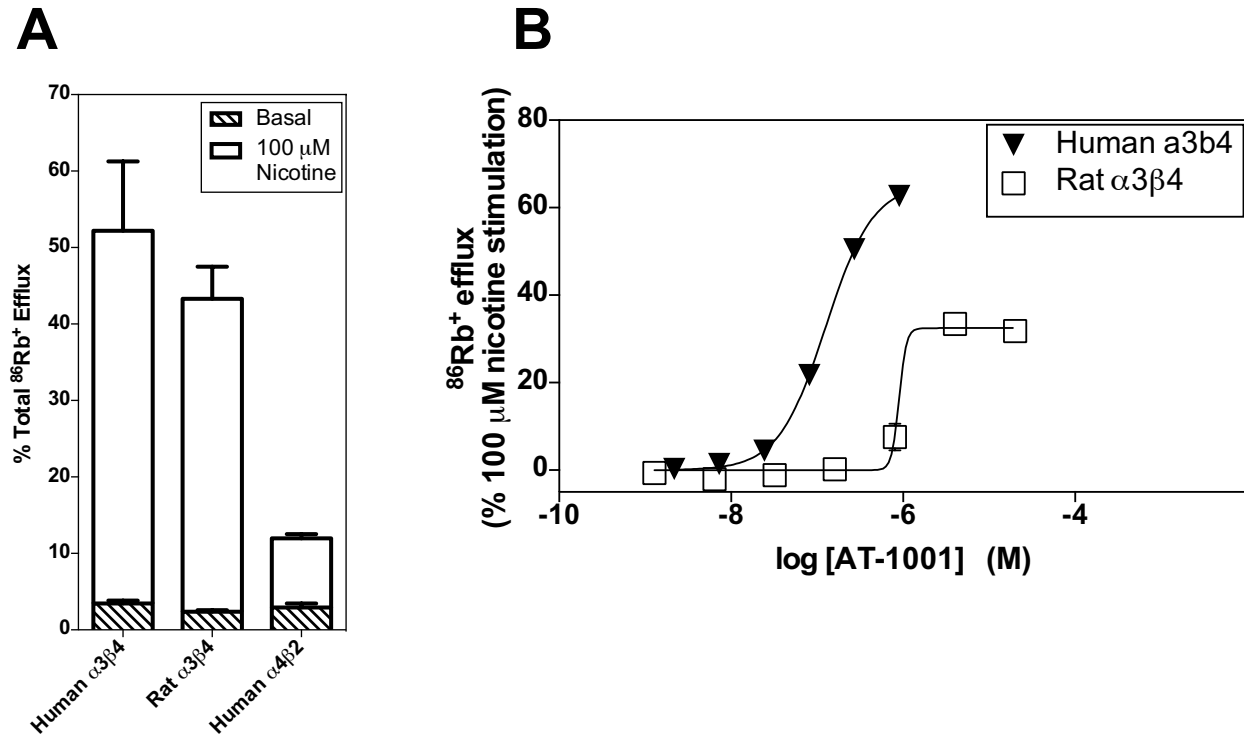 A
% Total ⁸⁶Rb⁺ Efflux
70
60
50
40
30
20
10
0
Basal
100 μM
Nicotine
Human α3β4
Rat α3β4
Human α4β2
B
⁸⁶Rb⁺ efflux
(% 100 μM nicotine stimulation)
80
60
40
20
0
Human a3b4
Rat α3β4
-10
-8
-6
-4
log [AT-1001] (M)